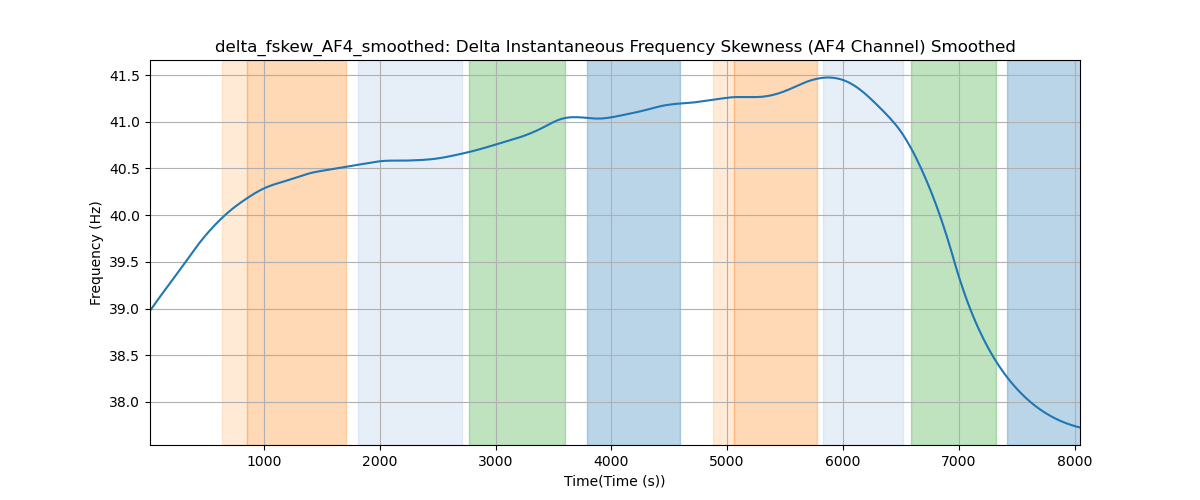 delta_fskew_AF4_smoothed: Delta Instantaneous Frequency Skewness (AF4 Channel) Smoothed
41.5
41.0
40.5
40.0
39.5
39.0
38.5
38.0
Frequency (Hz)
1000 2000 3000 4000 5000 6000 7000 8000
Time(Time (s))